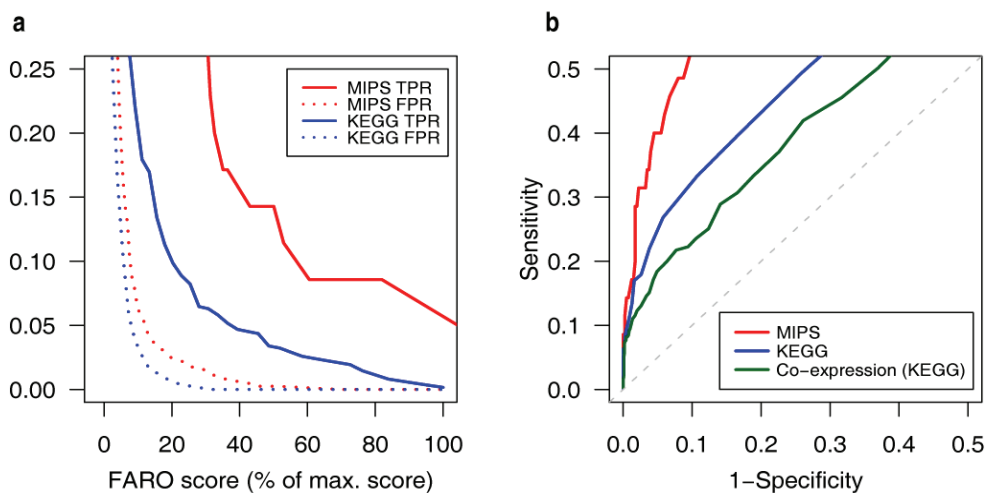 a
0.25
0.20
0.15
0.10
0.05
0.00
MIPS TPR
MIPS FPR
KEGG TPR
KEGG FPR
0 20 40 60 80 100
FARO score (% of max. score)
b
Sensitivity
0.5
0.4
0.3
0.2
0.1
0.0
MIPS
KEGG
Co−expression (KEGG)
0.0 0.1 0.2 0.3 0.4 0.5
1−Specificity